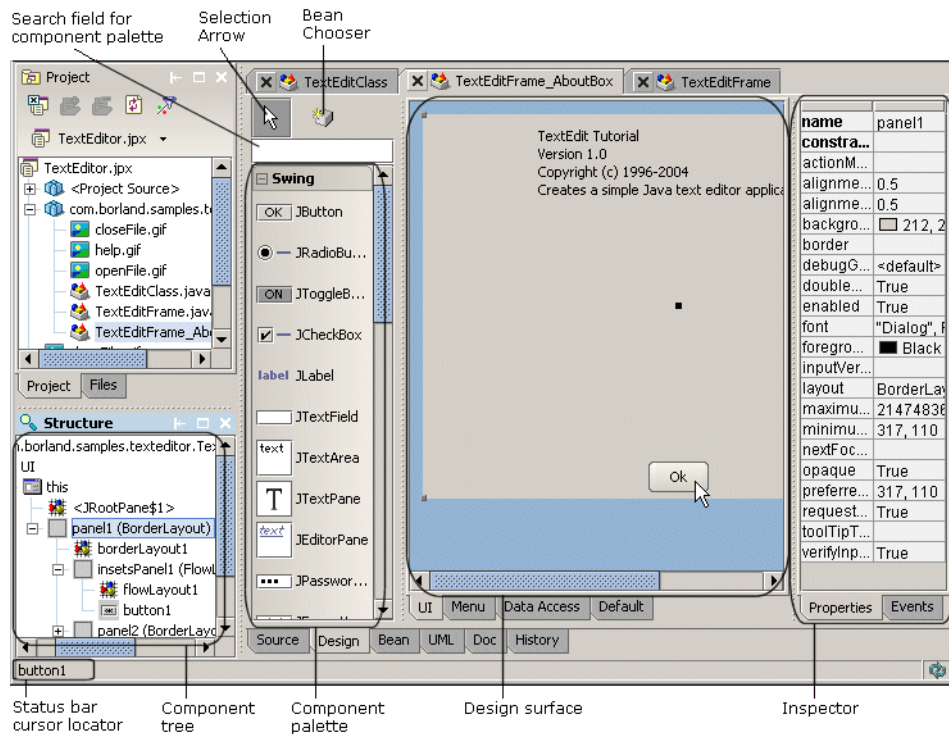 Search field for
component palette
Selection
Arrow
Bean
Chooser
Project
TextEditor.jpx
TextEditor.jpx
<Project Source>
com.borland.samples.te
closeFile.gif
help.gif
openFile.gif
TextEditClass.java
TextEditFrame.jav
TextEditFrame_Abo
Project
Files
Structure
n.borland.samples.texteditor.Tex
UI
this
<JRootPane$1>
panel1 (BorderLayout)
borderLayout1
insetsPanel1 (FlowL
flowLayout1
button1
panel2 (BorderLayo
button1
TextEditClass
TextEditFrame_AboutBox
TextEditFrame
Swing
OK JButton
JRadioBu...
ON JToggleB...
JCheckBox
label JLabel
JTextField
text JTextArea
T JTextPane
text JEditorPane
JPasswor...
TextEdit Tutorial
Version 1.0
Copyright (c) 1996-2004
Creates a simple Java text editor applica
Ok
UI
Menu
Data Access
Default
Source
Design
Bean
UML
Doc
History
name panel1
constra...
actionM...
alignme... 0.5
alignme... 0.5
backgro... 212, 2
border
debugG... <default>
double... True
enabled True
font "Dialog", P
foregro... Black
inputVer...
layout BorderLay
maximu... 21474836
minimu... 317, 110
nextFoc...
opaque True
preferre... 317, 110
request... True
toolTipT...
verifyInp... True
Properties
Events
Status bar
cursor locator
Component
tree
Component
palette
Design surface
Inspector